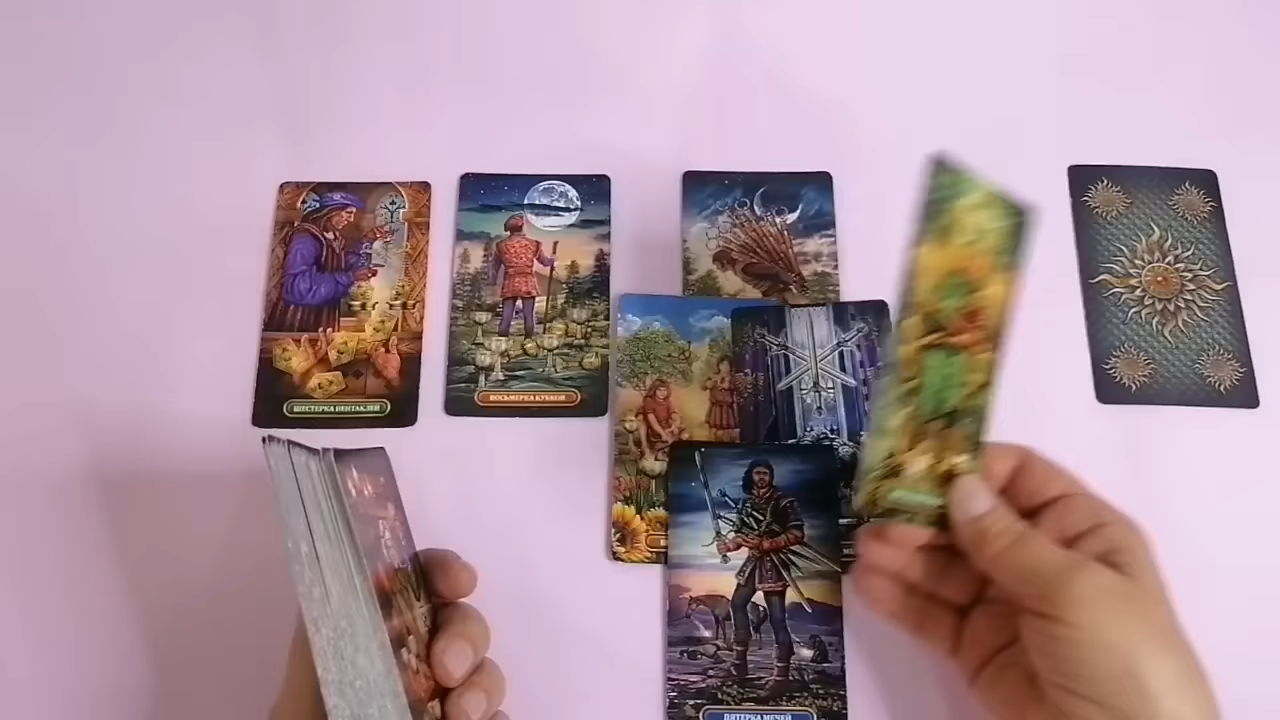 ШЕСТЕРКА ПЕНТАКЛЕЙ
ВОСЬМЕРКА КУБКОВ
ПЯТЕРКА МЕЧЕЙ